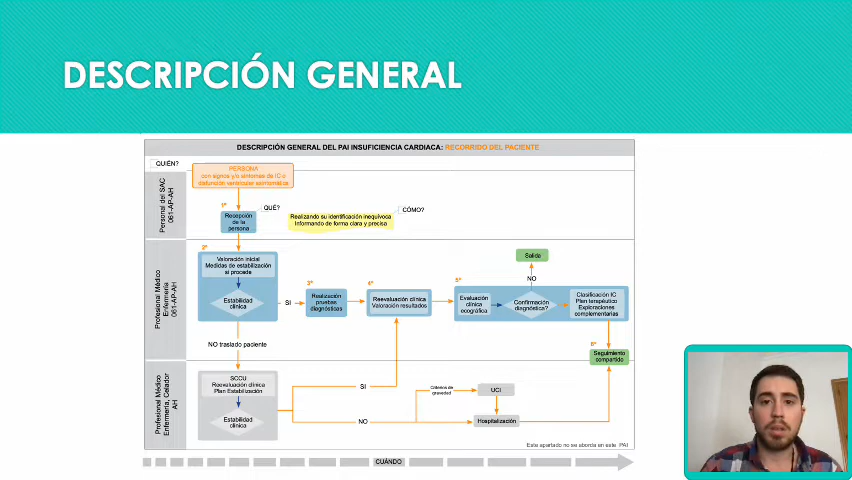 DESCRIPCIÓN GENERAL
DESCRIPCIÓN GENERAL DEL PAI INSUFICIENCIA CARDIACA: RECORRIDO DEL PACIENTE
QUIÉN?
PERSONA
con signos y/o síntomas de IC o
disfunción ventricular asintomática
Personal del SAC
061-AP-AH
1º
Recepción
de la
persona
QUÉ?
Realizando su identificación inequívoca
Informando de forma clara y precisa
CÓMO?
Profesional Médico
Enfermería
061-AP-AH
2º
Valoración inicial
Medidas de estabilización
si procede
Estabilidad
clínica
SI
3º
Realización
pruebas
diagnósticas
4º
Reevaluación clínica
Valoración resultados
5º
Evaluación
clínica
ecográfica
Confirmación
diagnóstica?
NO
Salida
Clasificación IC
Plan terapéutico
Exploraciones
complementarias
6º
Seguimiento
compartido
NO traslado paciente
Profesional Médico
Enfermería, Celador
AH
SCCU
Reevaluación clínica
Plan Estabilización
Estabilidad
clínica
SI
NO
Criterios de
gravedad
UCI
Hospitalización
Este apartado no se aborda en este PAI
CUÁNDO